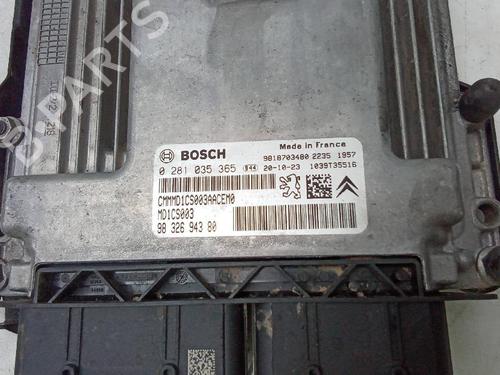 BOSCH
Made in France
9818703480 2235 1957
0 281 035 365 944 20-10-23 1039T35516
CMMMD1CS003AACEM0
MD1CS003
98 326 943 80